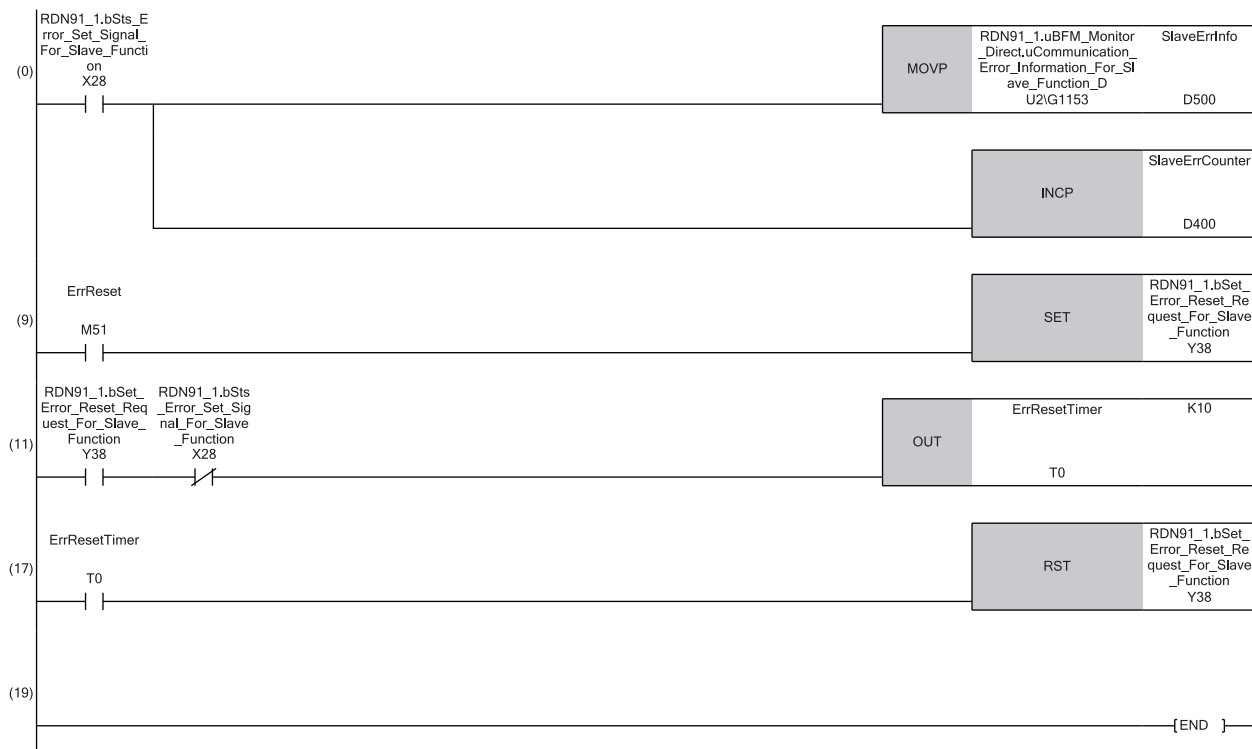 RDN91_1.bSts_E
rror_Set_Signal_
For_Slave_Functi
on
X28
(0)
MOVP
RDN91_1.uBFM_Monitor
_Direct.uCommunication_
Error_Information_For_Sl
ave_Function_D
U2\G1153
SlaveErrInfo
D500
INCP
SlaveErrCounter
D400
(9)
ErrReset
M51
SET
RDN91_1.bSet_
Error_Reset_Re
quest_For_Slave
_Function
Y38
(11)
RDN91_1.bSet_
Error_Reset_Req
uest_For_Slave_
Function
Y38
RDN91_1.bSts
_Error_Set_Sig
nal_For_Slave
_Function
X28
OUT
ErrResetTimer
T0
K10
(17)
ErrResetTimer
T0
RST
RDN91_1.bSet_
Error_Reset_Re
quest_For_Slave
_Function
Y38
(19)
END